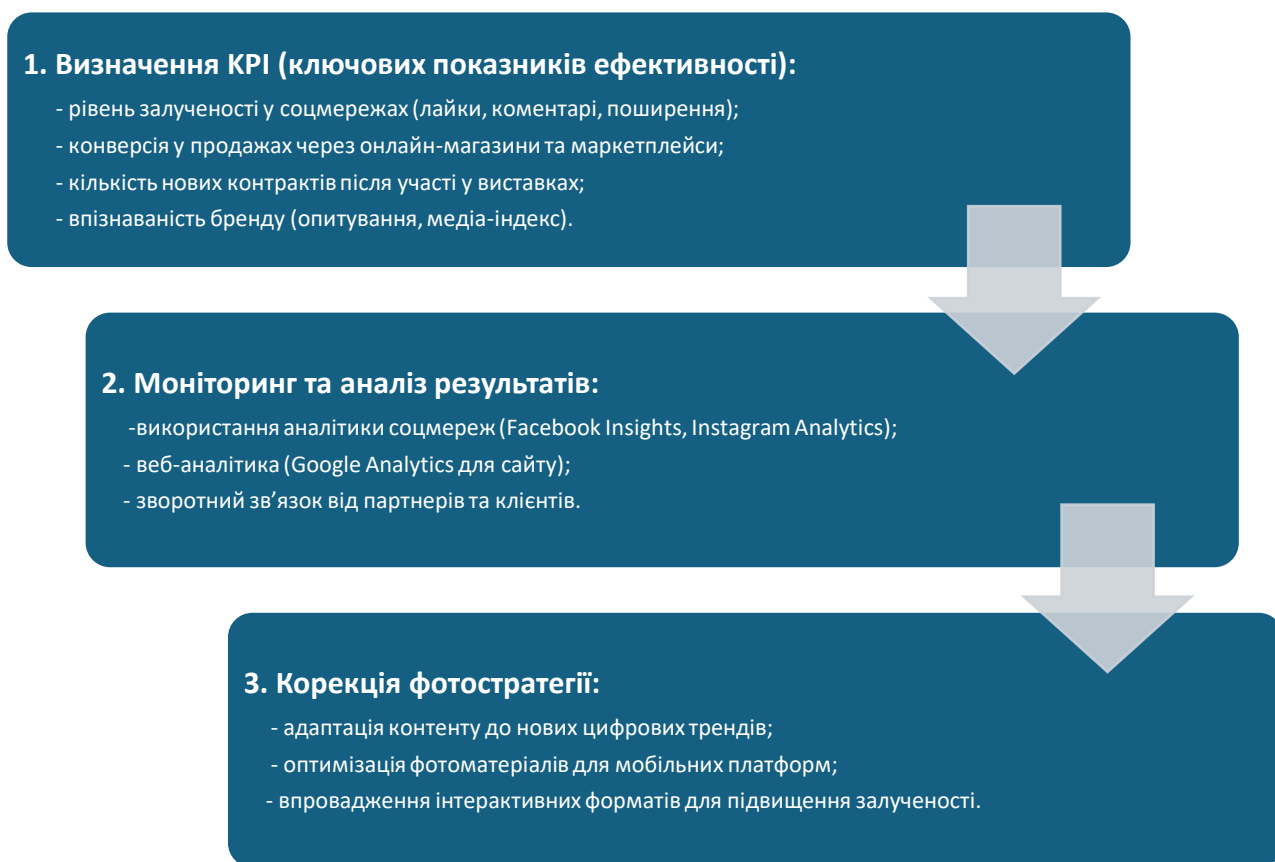 1. Визначення KPI (ключових показників ефективності):
- рівень залученості у соцмережах (лайки, коментарі, поширення);
- конверсія у продажах через онлайн-магазини та маркетплейси;
- кількість нових контрактів після участі у виставках;
- впізнаваність бренду (опитування, медіа-індекс).
2. Моніторинг та аналіз результатів:
-використання аналітики соцмереж (Facebook Insights, Instagram Analytics);
- веб-аналітика (Google Analytics для сайту);
- зворотний зв’язок від партнерів та клієнтів.
3. Корекція фотостратегії:
- адаптація контенту до нових цифрових трендів;
- оптимізація фотоматеріалів для мобільних платформ;
- впровадження інтерактивних форматів для підвищення залученості.